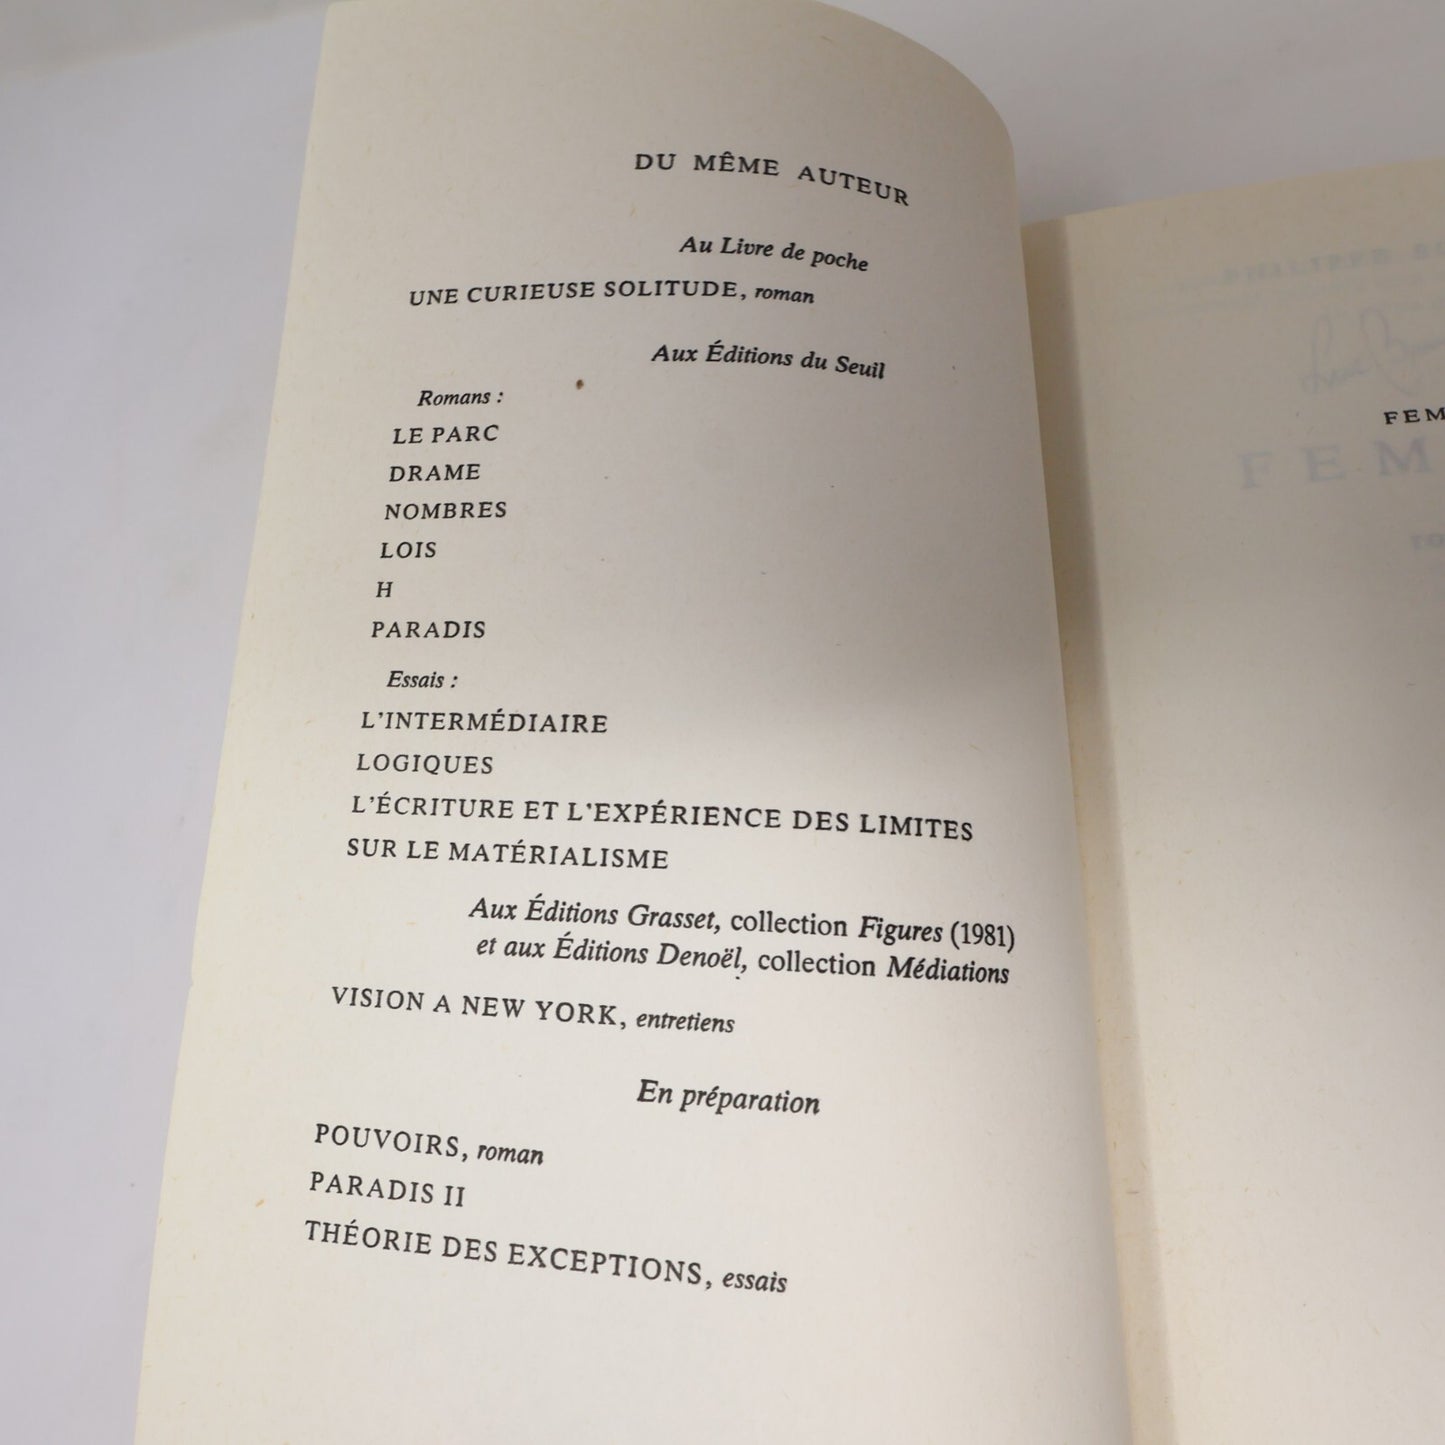 DU MÊME AUTEUR
Au Livre de poche
UNE CURIEUSE SOLITUDE, roman
Aux Éditions du Seuil
Romans :
LE PARC
DRAME
NOMBRES
LOIS
H
PARADIS
Essais :
L'INTERMÉDIAIRE
LOGIQUES
L'ÉCRITURE ET L'EXPÉRIENCE DES LIMITES
SUR LE MATÉRIALISME
Aux Éditions Grasset, collection Figures (1981)
et aux Éditions Denoël, collection Médiations
VISION A NEW YORK, entretiens
En préparation
POUVOIRS, roman
PARADIS II
THÉORIE DES EXCEPTIONS, essais
PHILIPPE
FEM
FEM